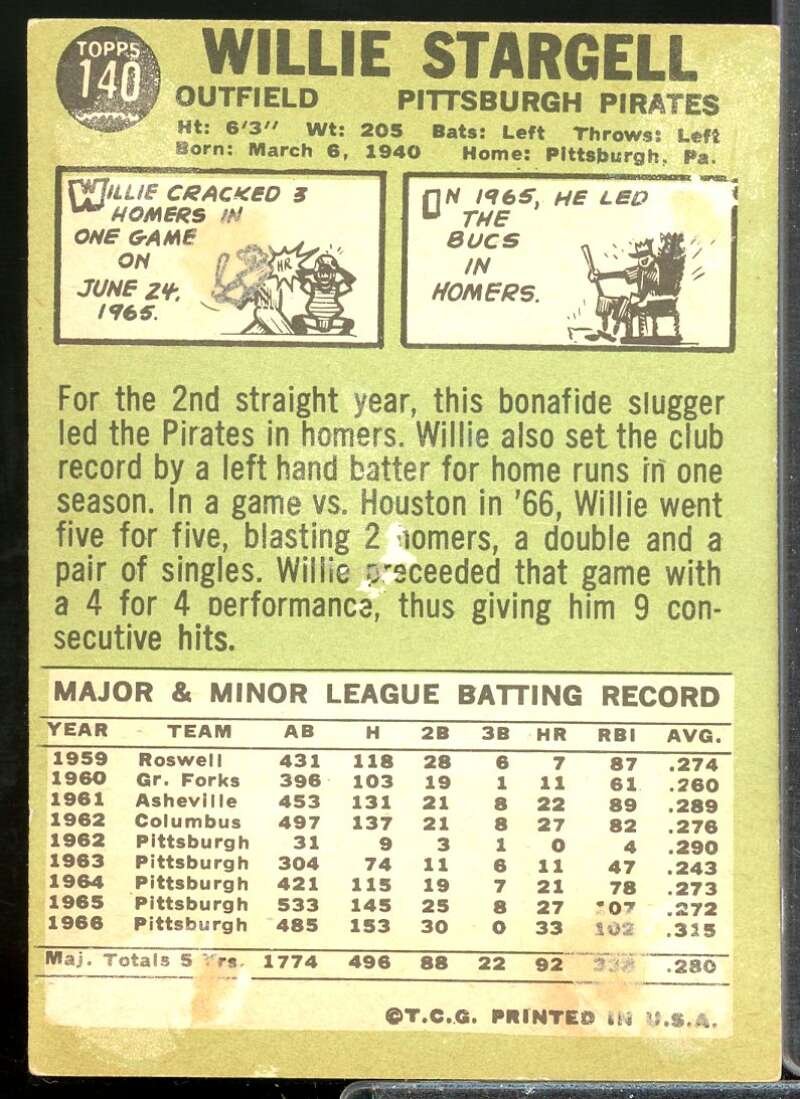 TOPPS
140
WILLIE STARGELL
OUTFIELD PITTSBURGH PIRATES
Ht: 6'3" Wt: 205 Bats: Left Throws: Left
Born: March 6, 1940 Home: Pittsburgh, Pa.
WILLIE CRACKED 3
HOMERS IN
ONE GAME
ON
JUNE 24,
1965.
HR
IN 1965, HE LED
THE
BUCS
IN
HOMERS.
For the 2nd straight year, this bonafide slugger
led the Pirates in homers. Willie also set the club
record by a left hand batter for home runs in one
season. In a game vs. Houston in '66, Willie went
five for five, blasting 2 homers, a double and a
pair of singles. Willie preceeded that game with
a 4 for 4 performance, thus giving him 9 con-
secutive hits.
MAJOR & MINOR LEAGUE BATTING RECORD
YEAR TEAM AB H 2B 3B HR RBI AVG.
1959 Roswell 431 118 28 6 7 87 .274
1960 Gr. Forks 396 103 19 1 11 61 .260
1961 Asheville 453 131 21 8 22 89 .289
1962 Columbus 497 137 21 8 27 82 .276
1962 Pittsburgh 31 9 3 1 0 4 .290
1963 Pittsburgh 304 74 11 6 11 47 .243
1964 Pittsburgh 421 115 19 7 21 78 .273
1965 Pittsburgh 533 145 25 8 27 107 .272
1966 Pittsburgh 485 153 30 0 33 102 .315
Maj. Totals 5 Yrs. 1774 496 88 22 92 338 .280
©T.C.G. PRINTED IN U.S.A.